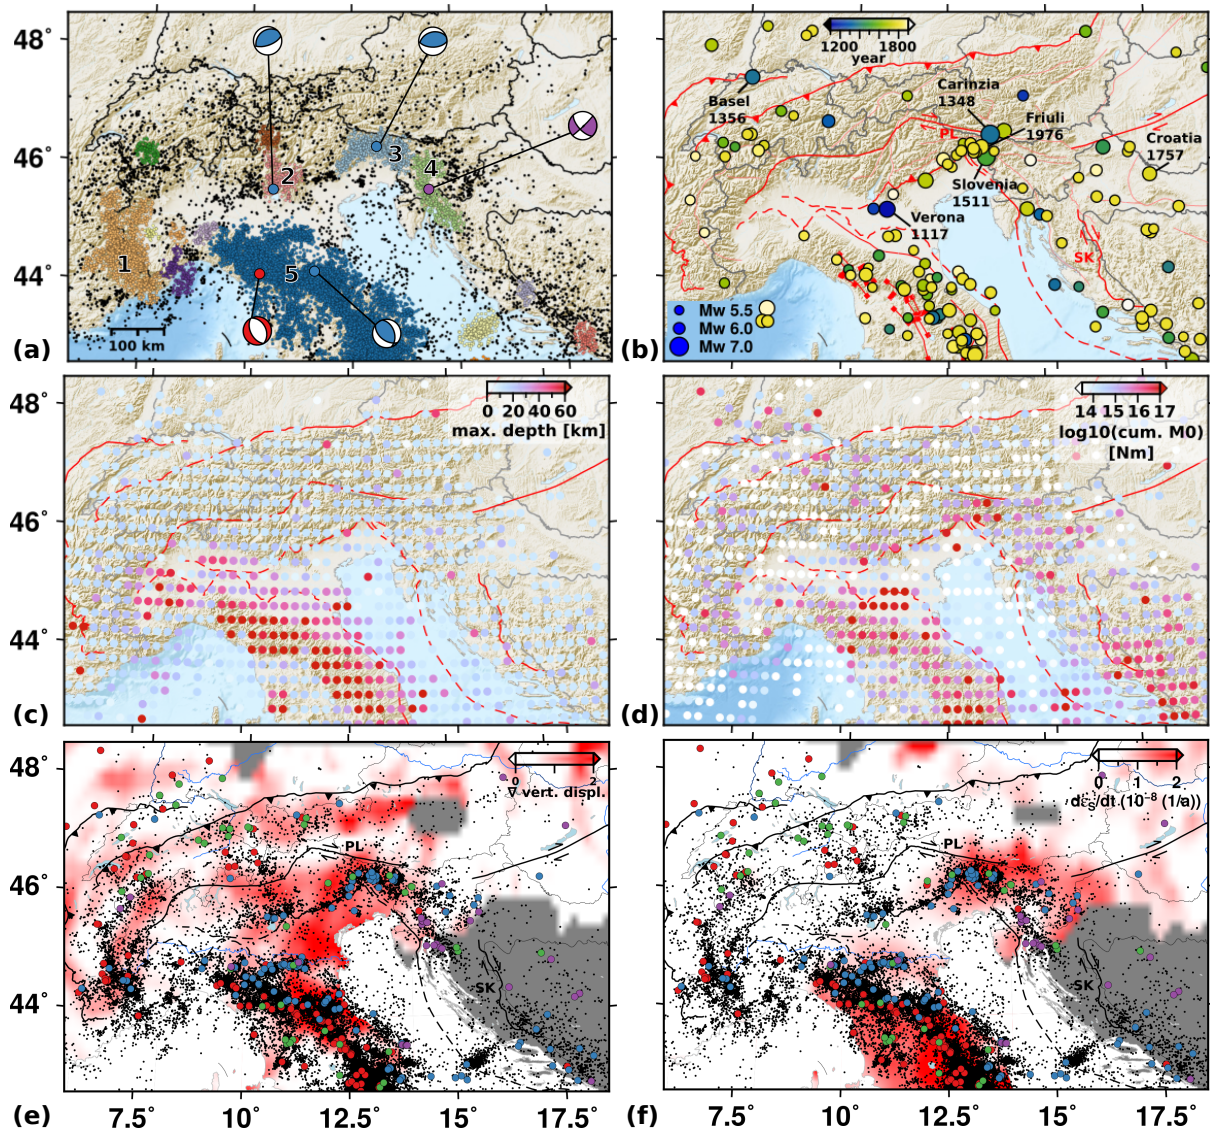 48°
46°
44°
1
2
3
4
5
100 km
(a)
1200 1800
year
Basel
1356
Carinzia
1348
PL
Friuli
1976
Croatia
1757
Slovenia
1511
Verona
1117
SK
Mw 5.5
Mw 6.0
Mw 7.0
(b)
48°
46°
44°
0 20 40 60
max. depth [km]
(c)
14 15 16 17
log10(cum. M0)
[Nm]
(d)
48°
46°
44°
0 2
∇ vert. displ.
PL
SK
(e)
7.5° 10° 12.5° 15° 17.5°
0 1 2
dεs/dt (10⁻⁸ (1/a))
PL
SK
(f)
7.5° 10° 12.5° 15° 17.5°